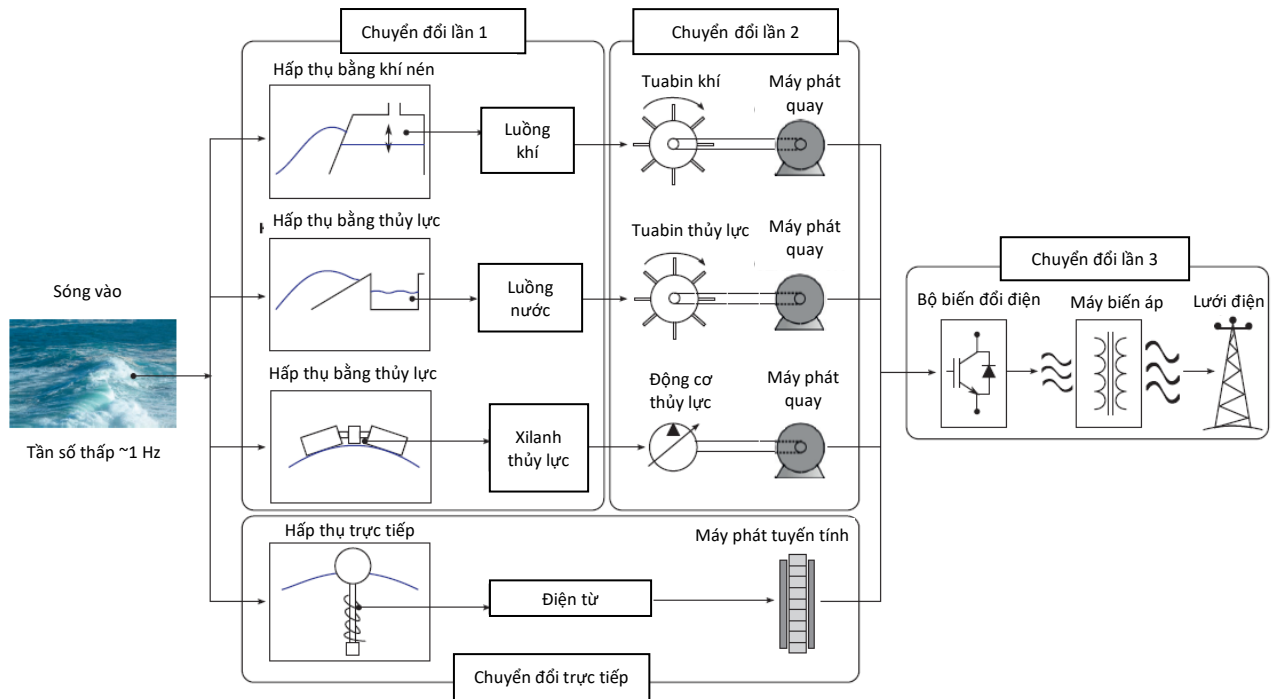 Chuyển đổi lần 1
Chuyển đổi lần 2
Hấp thụ bằng khí nén
Luồng
khí
Tuabin khí
Máy phát
quay
Hấp thụ bằng thủy lực
Luồng
nước
Tuabin thủy lực
Máy phát
quay
Sóng vào
Tần số thấp ~1 Hz
Hấp thụ bằng thủy lực
Xilanh
thủy lực
Động cơ
thủy lực
Máy phát
quay
Chuyển đổi lần 3
Bộ biến đổi điện
Máy biến áp
Lưới điện
Hấp thụ trực tiếp
Điện từ
Máy phát tuyến tính
Chuyển đổi trực tiếp